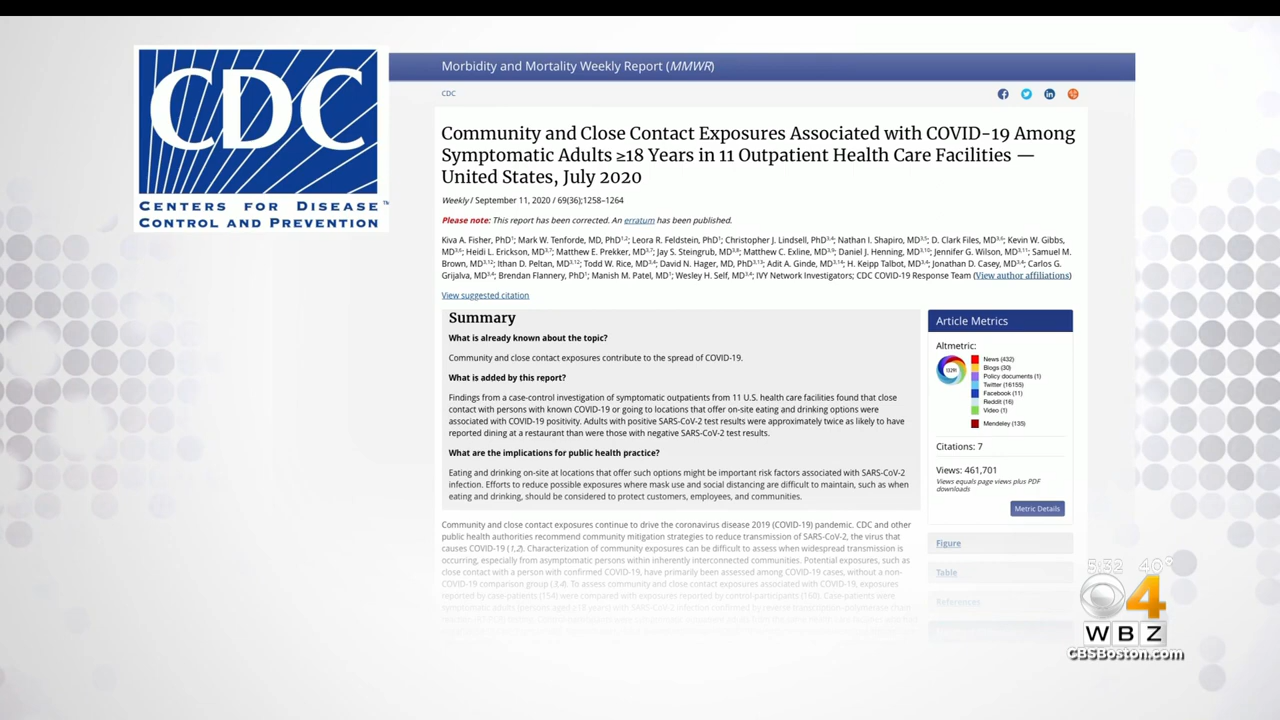 CDC
CENTERS FOR DISEASE
CONTROL AND PREVENTION™
Morbidity and Mortality Weekly Report (MMWR)
CDC
Community and Close Contact Exposures Associated with COVID-19 Among
Symptomatic Adults ≥18 Years in 11 Outpatient Health Care Facilities —
United States, July 2020
Weekly / September 11, 2020 / 69(36);1258–1264
Please note: This report has been corrected. An erratum has been published.
Kiva A. Fisher, PhD1; Mark W. Tenforde, MD, PhD1,2; Leora R. Feldstein, PhD1; Christopher J. Lindsell, PhD3,4; Nathan I. Shapiro, MD3,5; D. Clark Files, MD3,6; Kevin W. Gibbs,
MD3,6; Heidi L. Erickson, MD3,7; Matthew E. Prekker, MD3,7; Jay S. Steingrub, MD3,8; Matthew C. Exline, MD3,9; Daniel J. Henning, MD3,10; Jennifer G. Wilson, MD3,11; Samuel M.
Brown, MD3,12; Ithan D. Peltan, MD3,12; Todd W. Rice, MD3,4; David N. Hager, MD, PhD3,13; Adit A. Ginde, MD3,14; H. Keipp Talbot, MD3,4; Jonathan D. Casey, MD3,4; Carlos G.
Grijalva, MD3,4; Brendan Flannery, PhD1; Manish M. Patel, MD1; Wesley H. Self, MD3,4; IVY Network Investigators; CDC COVID-19 Response Team (View author affiliations)
View suggested citation
Summary
What is already known about the topic?
Community and close contact exposures contribute to the spread of COVID-19.
What is added by this report?
Findings from a case-control investigation of symptomatic outpatients from 11 U.S. health care facilities found that close
contact with persons with known COVID-19 or going to locations that offer on-site eating and drinking options were
associated with COVID-19 positivity. Adults with positive SARS-CoV-2 test results were approximately twice as likely to have
reported dining at a restaurant than were those with negative SARS-CoV-2 test results.
What are the implications for public health practice?
Eating and drinking on-site at locations that offer such options might be important risk factors associated with SARS-CoV-2
infection. Efforts to reduce possible exposures where mask use and social distancing are difficult to maintain, such as when
eating and drinking, should be considered to protect customers, employees, and communities.
Article Metrics
Altmetric:
News (432)
Blogs (30)
Policy documents (1)
Twitter (16155)
Facebook (11)
Reddit (16)
Video (1)
Mendeley (135)
Citations: 7
Views: 461,701
Views equals page views plus PDF
downloads
Metric Details
Figure
Table
References
Community and close contact exposures continue to drive the coronavirus disease 2019 (COVID-19) pandemic. CDC and other
public health authorities recommend community mitigation strategies to reduce transmission of SARS-CoV-2, the virus that
causes COVID-19 (1,2). Characterization of community exposures can be difficult to assess when widespread transmission is
occurring, especially from asymptomatic persons within inherently interconnected communities. Potential exposures, such as
close contact with a person with confirmed COVID-19, have primarily been assessed among COVID-19 cases, without a non-
COVID-19 comparison group (3,4). To assess community and close contact exposures associated with COVID-19, exposures
reported by case-patients (154) were compared with exposures reported by control-participants (160). Case-patients were
symptomatic adults (persons aged ≥18 years) with SARS-CoV-2 infection confirmed by reverse transcription–polymerase chain
5:32 40°
4
WBZ
CBSBoston.com